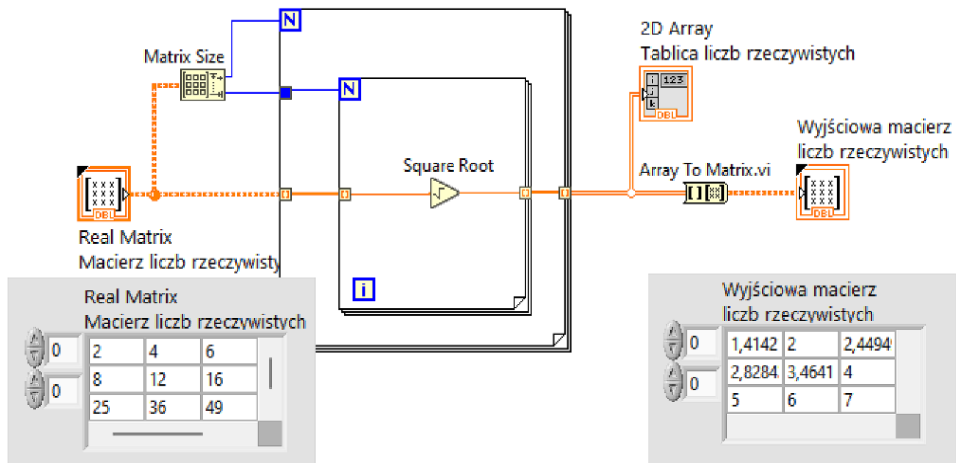 Matrix Size
N
N
2D Array
Tablica liczb rzeczywistych
i 123
j
k
DBL
Wyjściowa macierz
liczb rzeczywistych
Square Root
Array To Matrix.vi
DBL
DBL
Real Matrix
Macierz liczb rzeczywisty
i
Real Matrix
Macierz liczb rzeczywistych
0 2 4 6
0 8 12 16
25 36 49
Wyjściowa macierz
liczb rzeczywistych
0 1,4142 2 2,4494
0 2,8284 3,4641 4
5 6 7